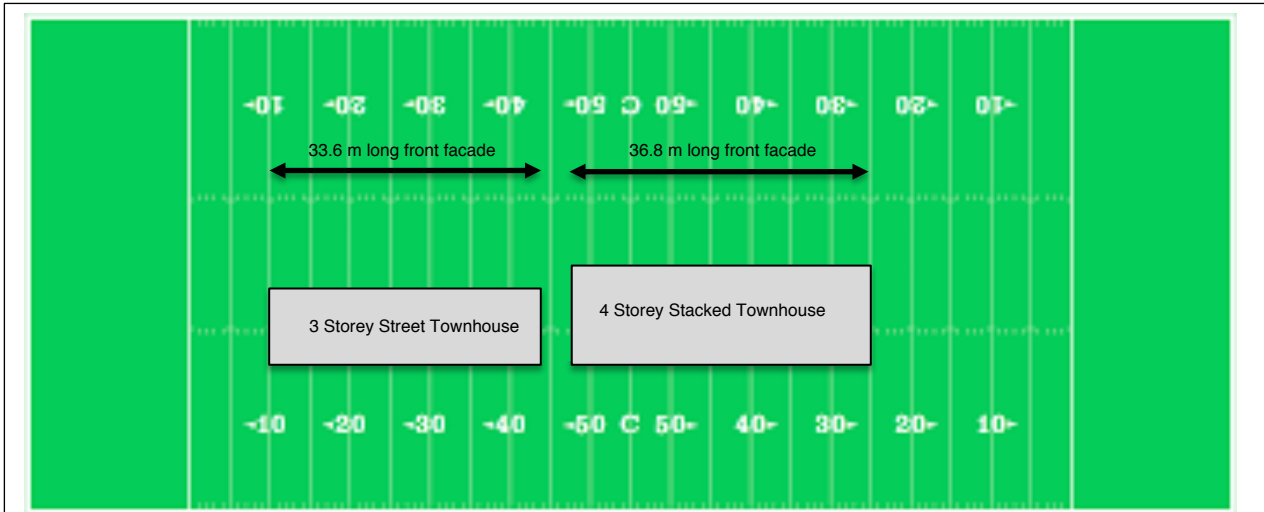 10 20 30 40 50 C 50 40 30 20 10
33.6 m long front facade
36.8 m long front facade
3 Storey Street Townhouse
4 Storey Stacked Townhouse
10 20 30 40 50 C 50 40 30 20 10